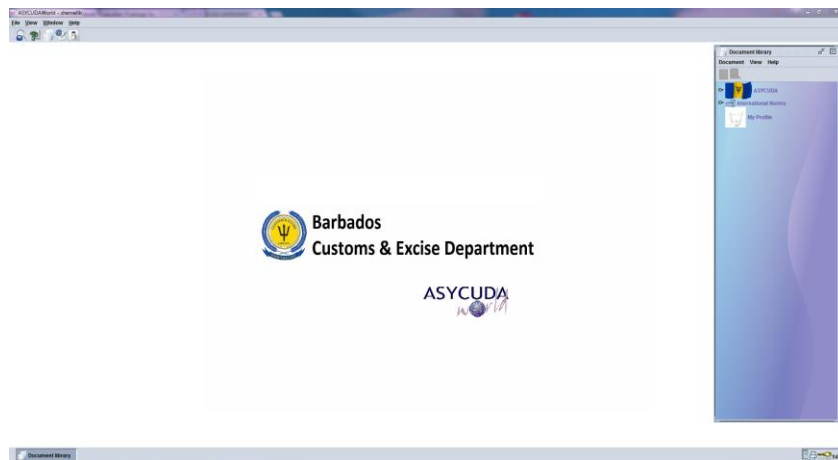 ASYCUDAWorld -
File View Window Help
Document library
Document View Help
ASYCUDA
International Norms
My Profile
Barbados
Customs & Excise Department
ASYCUDA
world
Document library